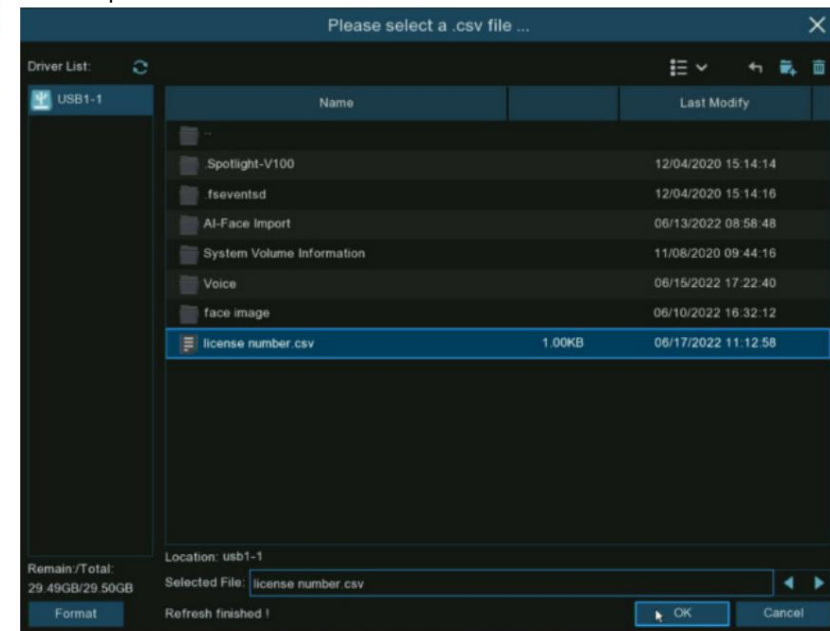 Please select a .csv file ...
Driver List:
USB1-1
Name Last Modify
..
.Spotlight-V100 12/04/2020 15:14:14
.fseventsd 12/04/2020 15:14:16
AI-Face Import 06/13/2022 08:58:48
System Volume Information 11/08/2020 09:44:16
Voice 06/15/2022 17:22:40
face image 06/10/2022 16:32:12
license number.csv 1.00KB 06/17/2022 11:12:58
Location: usb1-1
Remain:/Total:
29.49GB/29.50GB
Selected File: license number.csv
Format
Refresh finished !
OK
Cancel